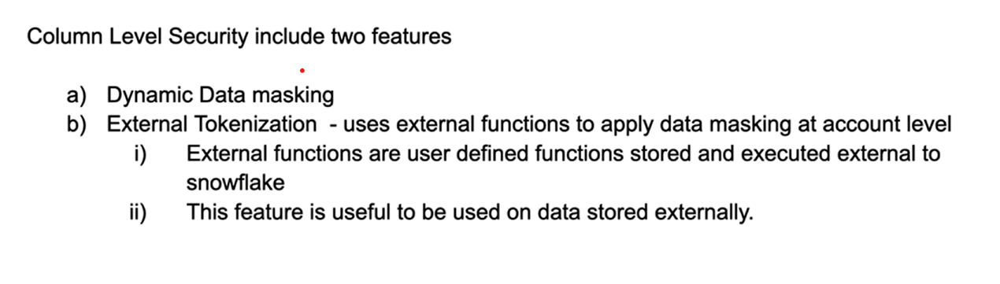 Column Level Security include two features
a) Dynamic Data masking
b) External Tokenization - uses external functions to apply data masking at account level
i) External functions are user defined functions stored and executed external to
snowflake
ii) This feature is useful to be used on data stored externally.